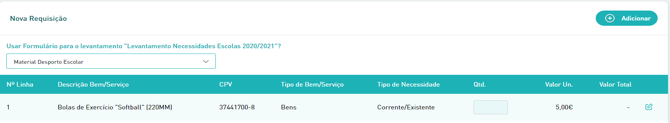 Nova Requisição
Adicionar
Usar Formulário para o levantamento "Levantamento Necessidades Escolas 2020/2021"?
Material Desporto Escolar
Nº Linha Descrição Bem/Serviço CPV Tipo de Bem/Serviço Tipo de Necessidade Qtd. Valor Un. Valor Total
1 Bolas de Exercício "Softball" (220MM) 37441700-8 Bens Corrente/Existente 5,00€ -